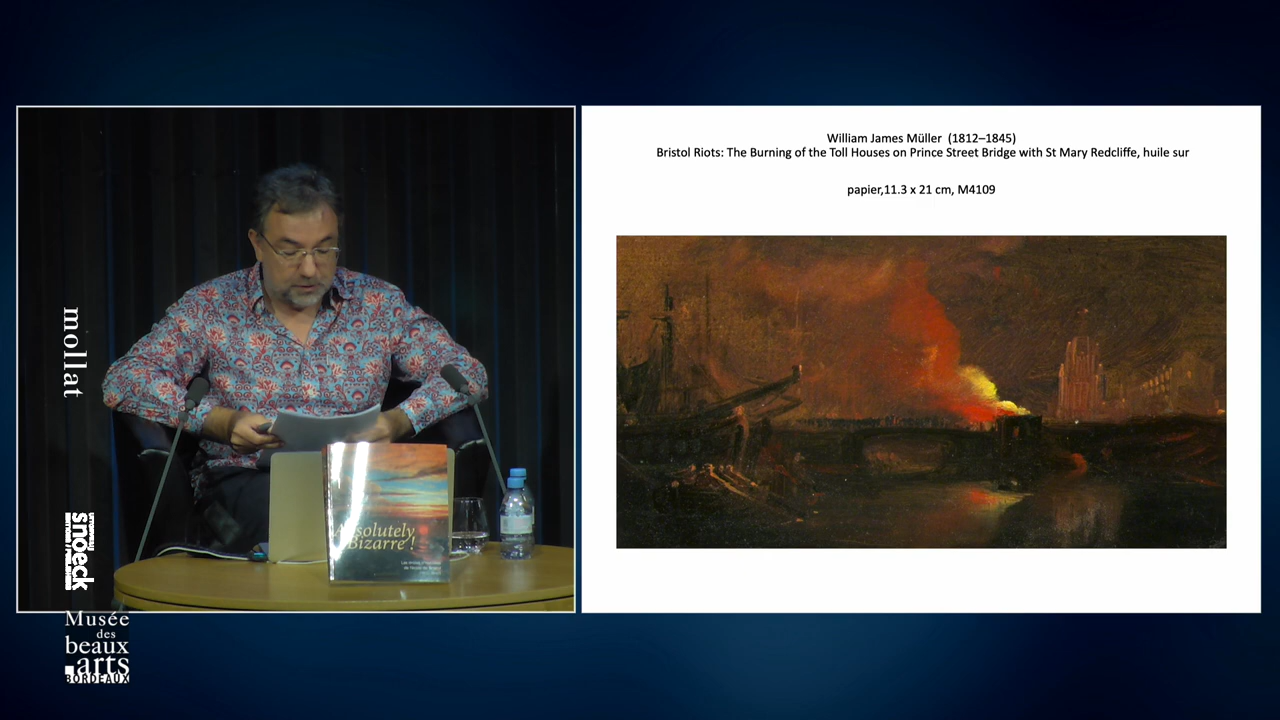 William James Müller (1812–1845)
Bristol Riots: The Burning of the Toll Houses on Prince Street Bridge with St Mary Redcliffe, huile sur
papier,11.3 x 21 cm, M4109
mollat
snoeck
Musée
des
beaux
.arts
BORDEAUX
Absolutely
Bizarre !